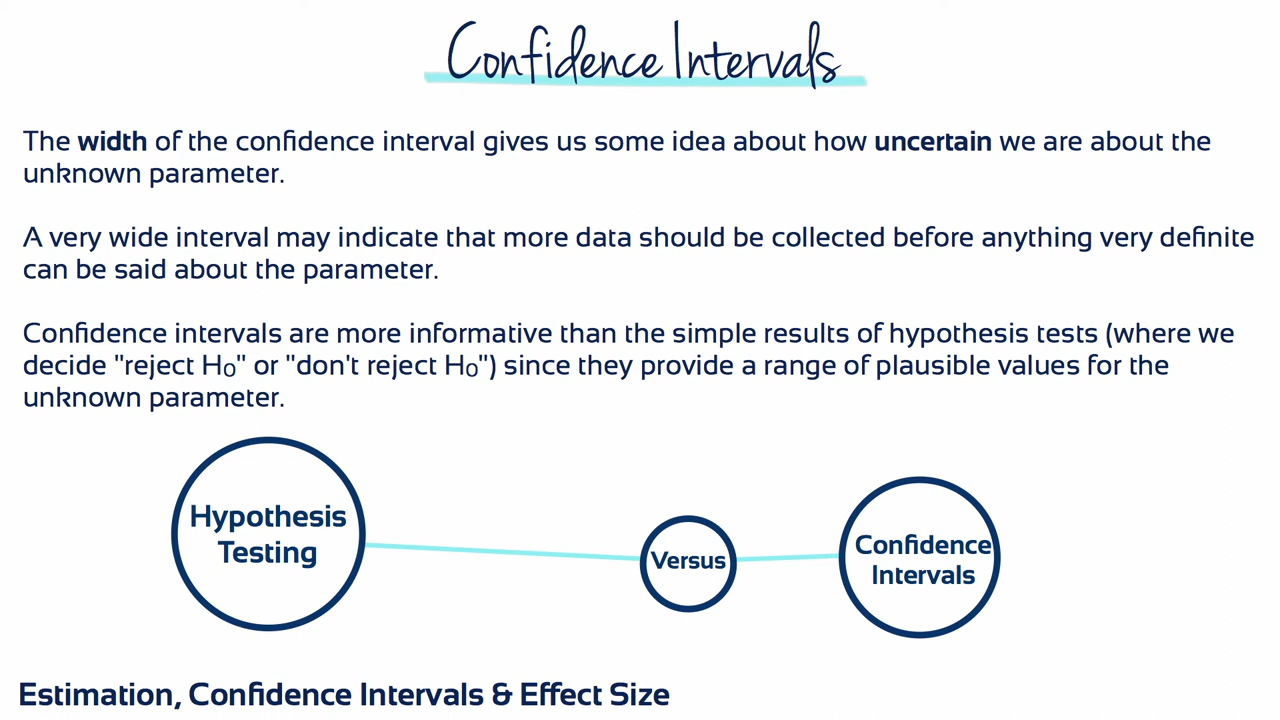 Confidence Intervals
The width of the confidence interval gives us some idea about how uncertain we are about the
unknown parameter.
A very wide interval may indicate that more data should be collected before anything very definite
can be said about the parameter.
Confidence intervals are more informative than the simple results of hypothesis tests (where we
decide "reject H₀" or "don't reject H₀") since they provide a range of plausible values for the
unknown parameter.
Hypothesis
Testing
Versus
Confidence
Intervals
Estimation, Confidence Intervals & Effect Size